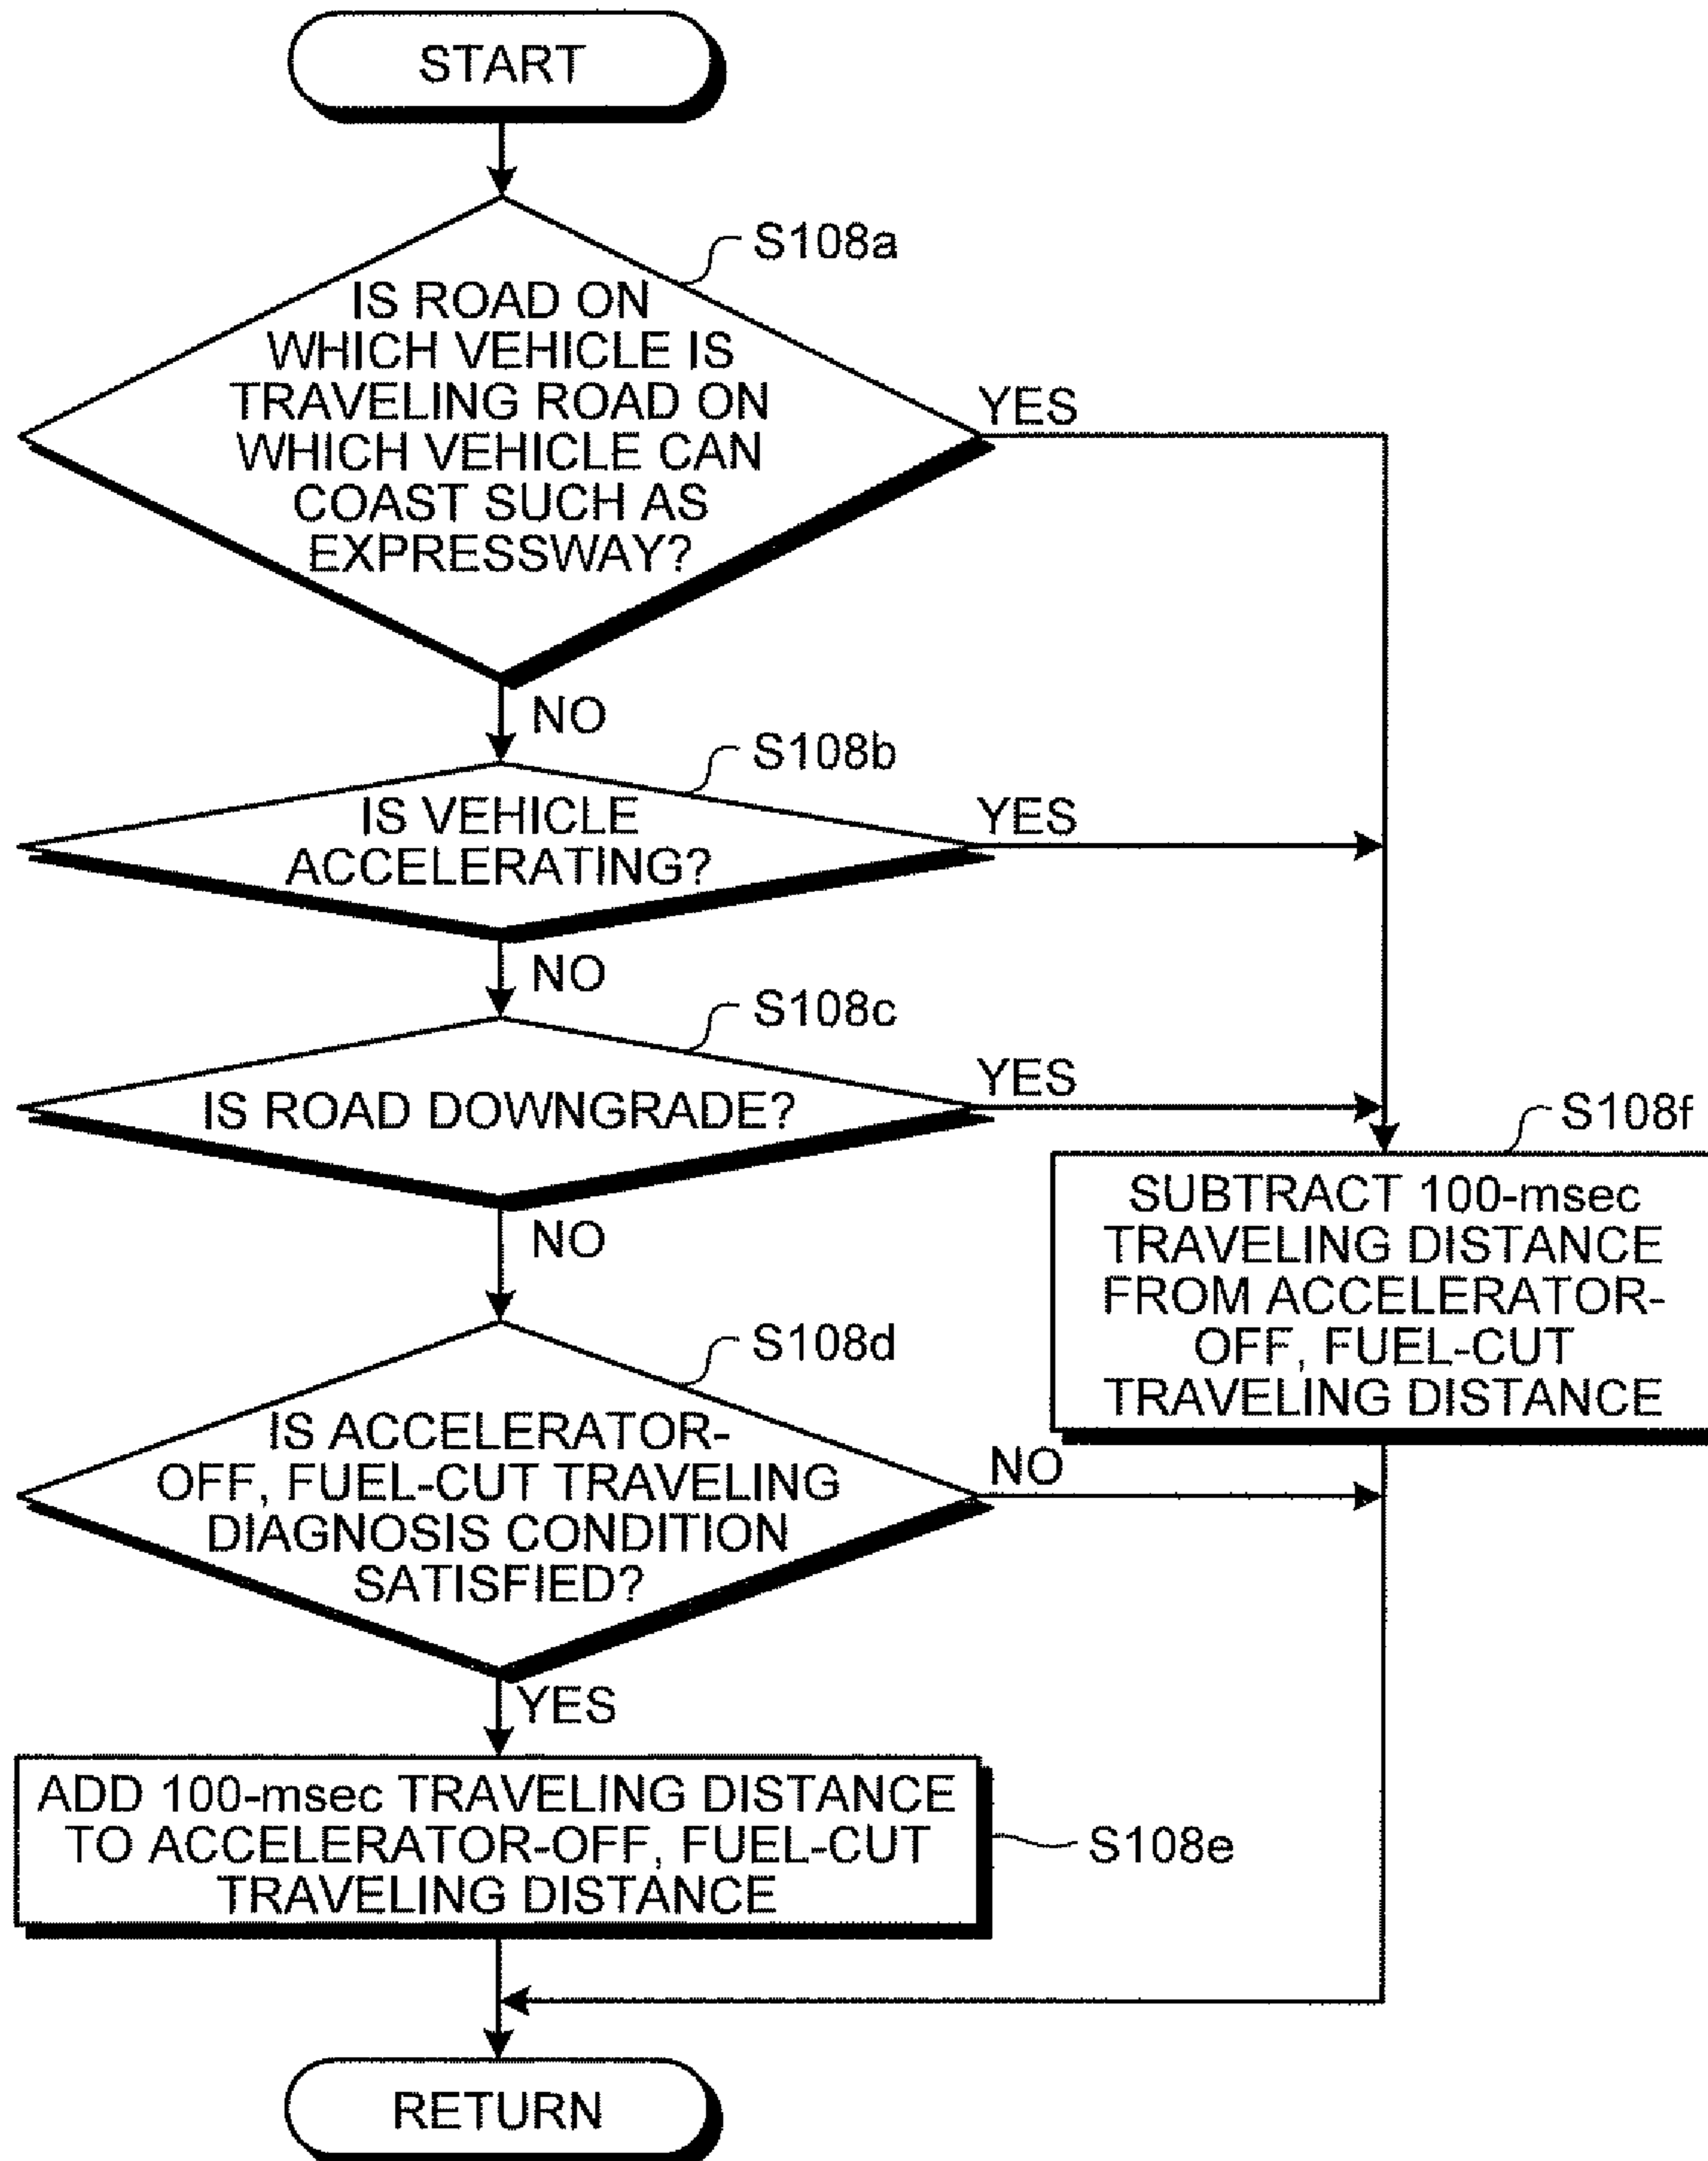 START
S108a
IS ROAD ON
WHICH VEHICLE IS
TRAVELING ROAD ON
WHICH VEHICLE CAN
COAST SUCH AS
EXPRESSWAY?
YES
NO
S108b
IS VEHICLE
ACCELERATING?
YES
NO
S108c
IS ROAD DOWNGRADE?
YES
NO
S108f
SUBTRACT 100-msec
TRAVELING DISTANCE
FROM ACCELERATOR-
OFF, FUEL-CUT
TRAVELING DISTANCE
S108d
IS ACCELERATOR-
OFF, FUEL-CUT TRAVELING
DIAGNOSIS CONDITION
SATISFIED?
NO
YES
ADD 100-msec TRAVELING DISTANCE
TO ACCELERATOR-OFF, FUEL-CUT
TRAVELING DISTANCE
S108e
RETURN